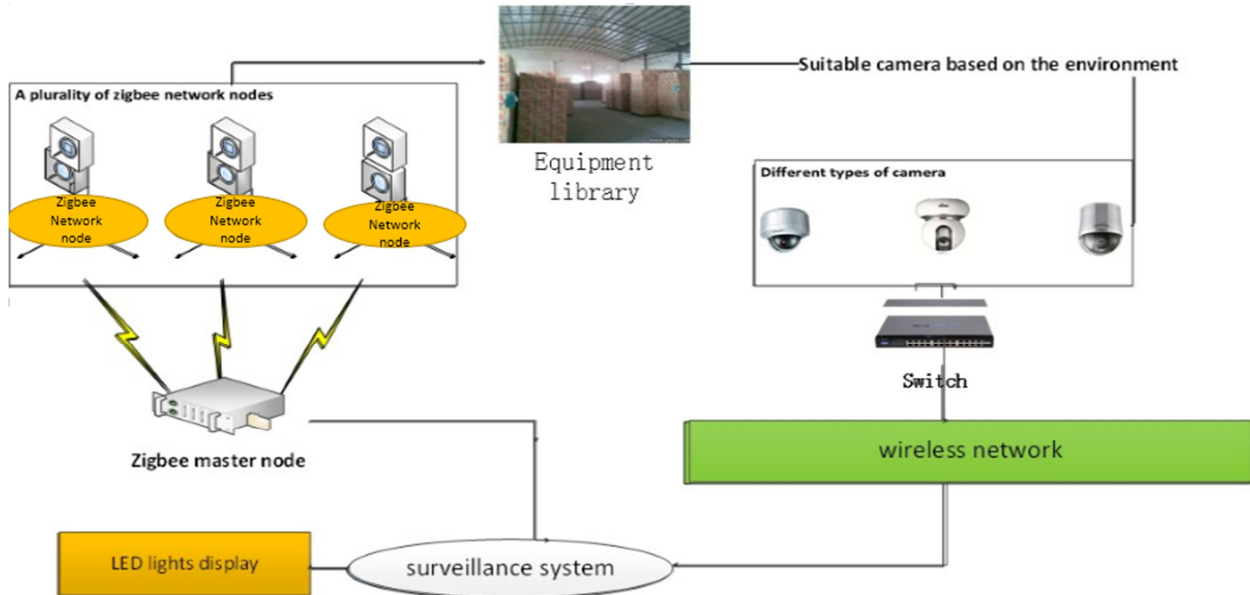 Suitable camera based on the environment
A plurality of zigbee network nodes
Equipment
library
Different types of camera
Zigbee
Network
node
Zigbee
Network
node
Zigbee
Network
node
Switch
wireless network
Zigbee master node
LED lights display
surveillance system